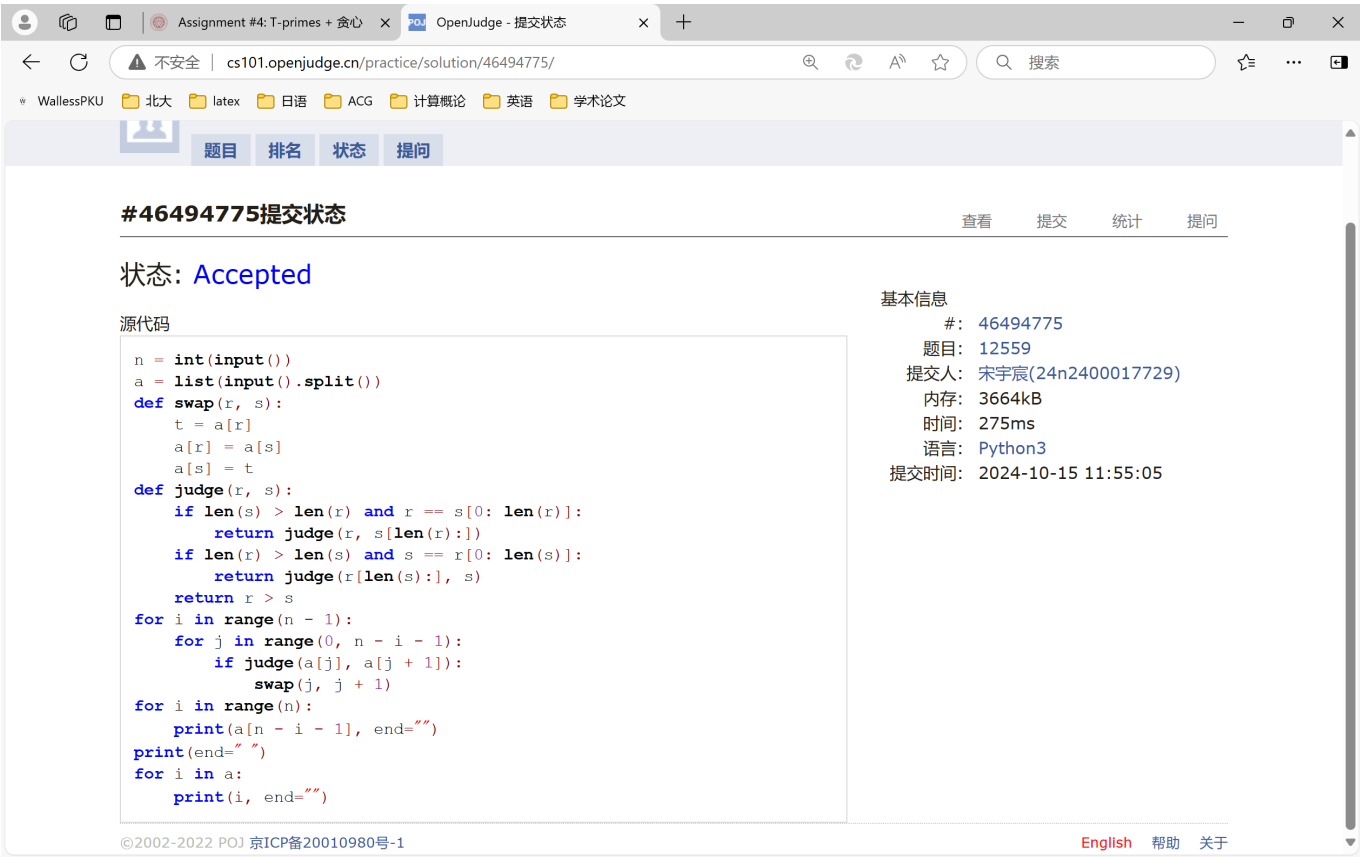 Assignment #4: T-primes + 贪心
OpenJudge - 提交状态
不安全
cs101.openjudge.cn/practice/solution/46494775/
搜索
WallessPKU
北大
latex
日语
ACG
计算概论
英语
学术论文
题目
排名
状态
提问
#46494775提交状态
查看
提交
统计
提问
状态: Accepted
源代码
n = int(input())
a = list(input().split())
def swap(r, s):
    t = a[r]
    a[r] = a[s]
    a[s] = t
def judge(r, s):
    if len(s) > len(r) and r == s[0: len(r)]:
        return judge(r, s[len(r):])
    if len(r) > len(s) and s == r[0: len(s)]:
        return judge(r[len(s):], s)
    return r > s
for i in range(n - 1):
    for j in range(0, n - i - 1):
        if judge(a[j], a[j + 1]):
            swap(j, j + 1)
for i in range(n):
    print(a[n - i - 1], end="")
print(end=" ")
for i in a:
    print(i, end="")
基本信息
#: 46494775
题目: 12559
提交人: 宋宇宸(24n2400017729)
内存: 3664kB
时间: 275ms
语言: Python3
提交时间: 2024-10-15 11:55:05
©2002-2022 POJ 京ICP备20010980号-1
English 帮助 关于